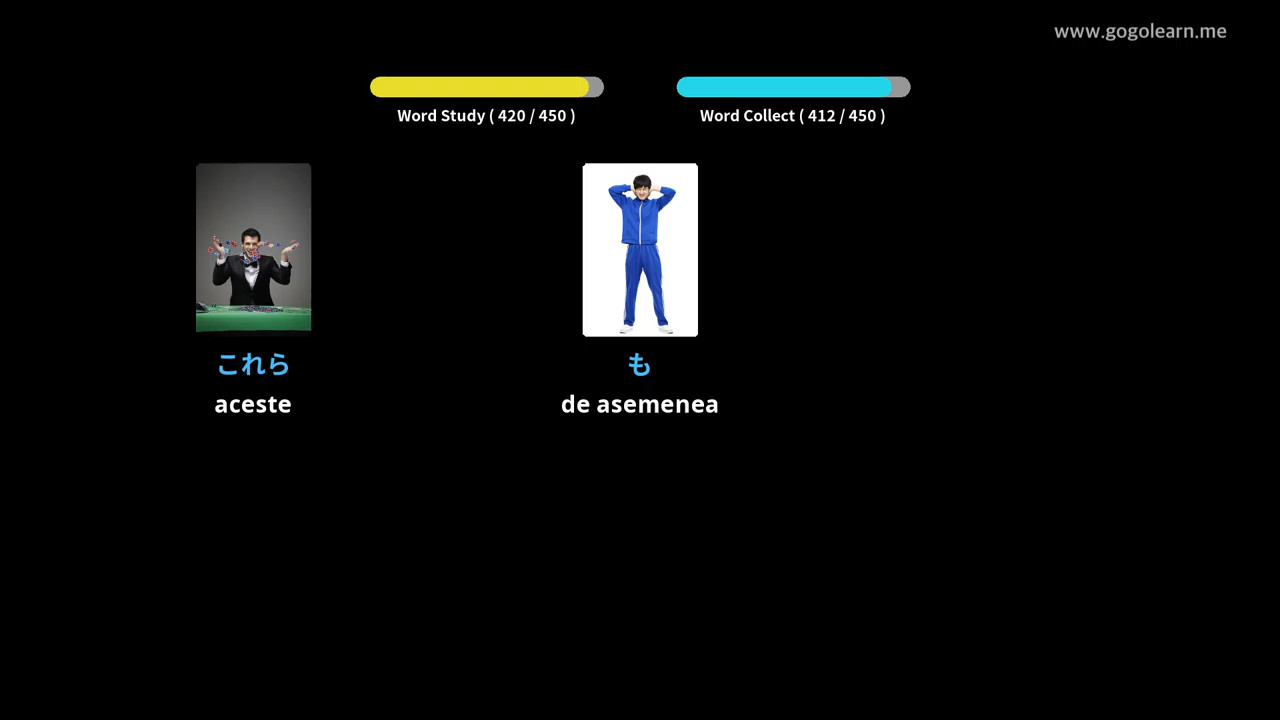 www.gogolearn.me
Word Study ( 420 / 450 )
Word Collect ( 412 / 450 )
これら
aceste
も
de asemenea